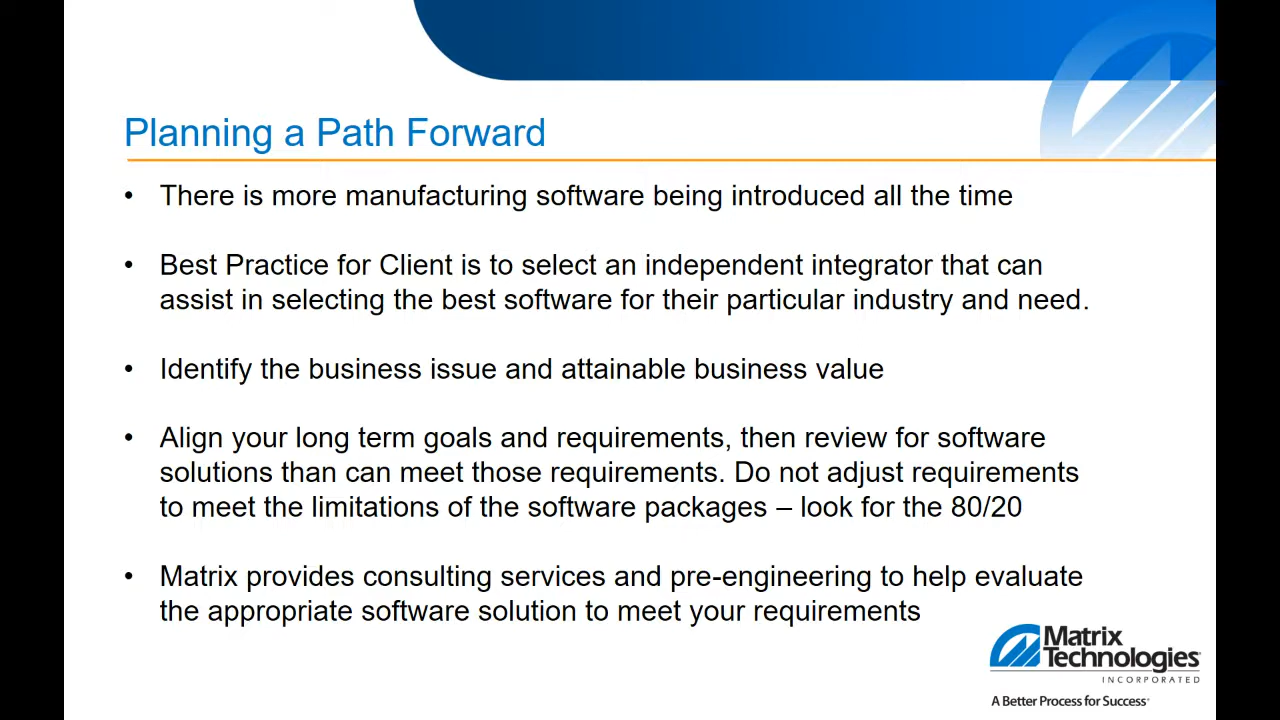 Planning a Path Forward
• There is more manufacturing software being introduced all the time
• Best Practice for Client is to select an independent integrator that can
assist in selecting the best software for their particular industry and need.
• Identify the business issue and attainable business value
• Align your long term goals and requirements, then review for software
solutions than can meet those requirements. Do not adjust requirements
to meet the limitations of the software packages – look for the 80/20
• Matrix provides consulting services and pre-engineering to help evaluate
the appropriate software solution to meet your requirements
Matrix
Technologies
INCORPORATED
A Better Process for Success